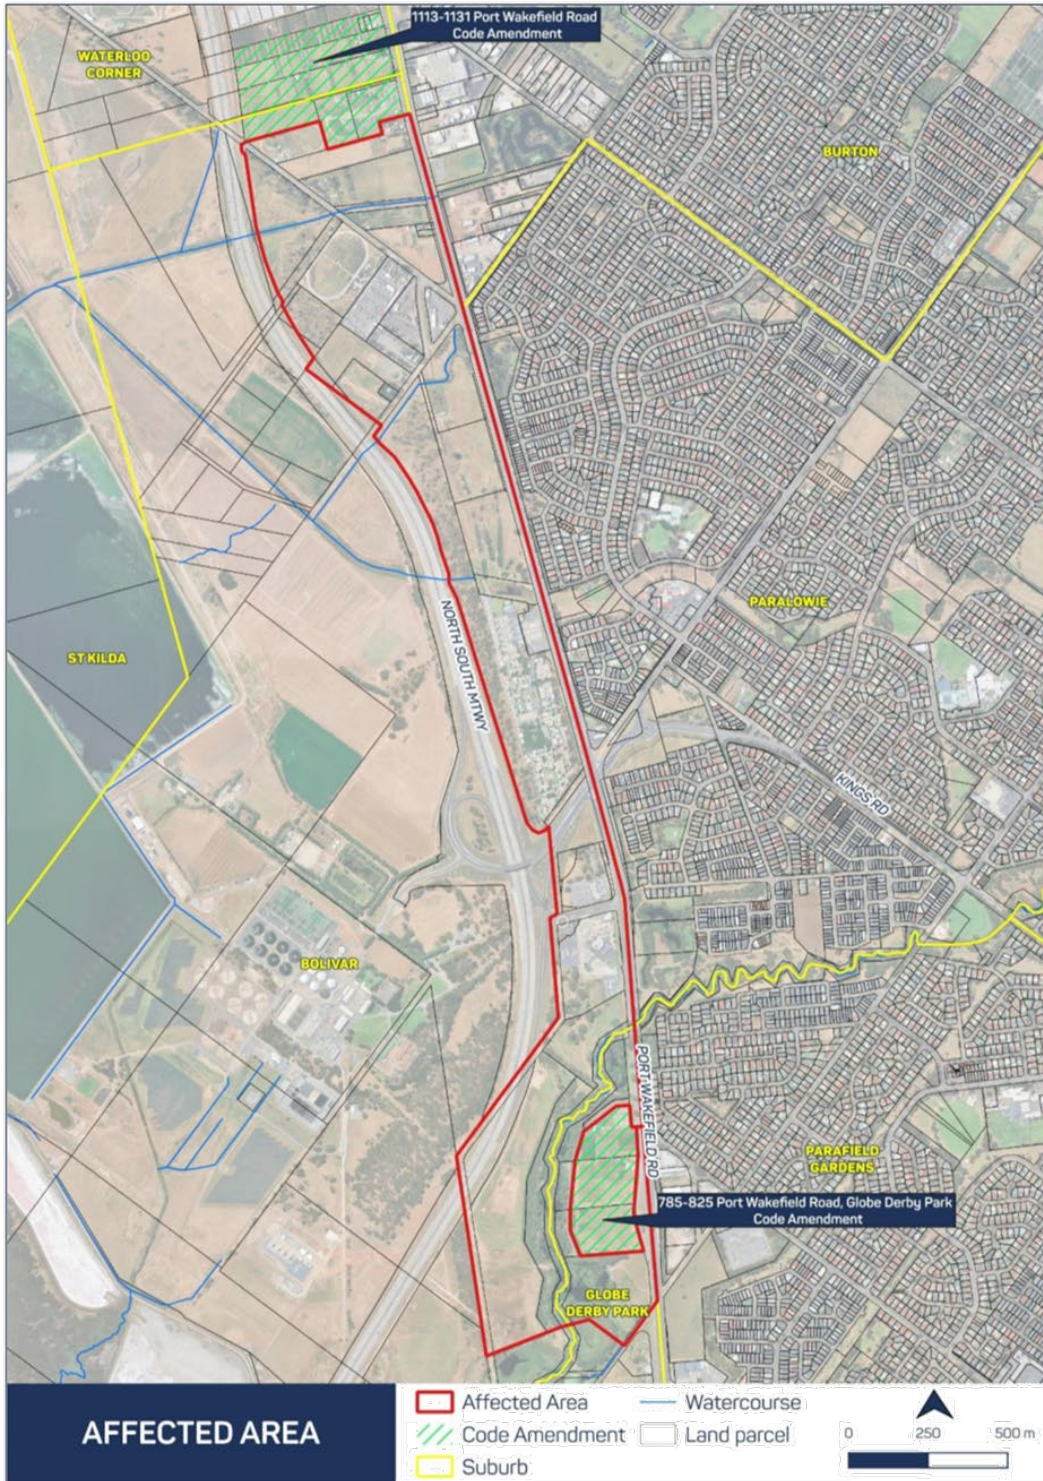 1113-1131 Port Wakefield Road
Code Amendment
WATERLOO
CORNER
BURTON
PARALOWIE
ST KILDA
NORTH SOUTH MTWY
KINGS RD
BOLIVAR
PORT WAKEFIELD RD
PARAFIELD
GARDENS
785-825 Port Wakefield Road, Globe Derby Park
Code Amendment
GLOBE
DERBY PARK
AFFECTED AREA
Affected Area
Code Amendment
Suburb
Watercourse
Land parcel
0 250 500 m